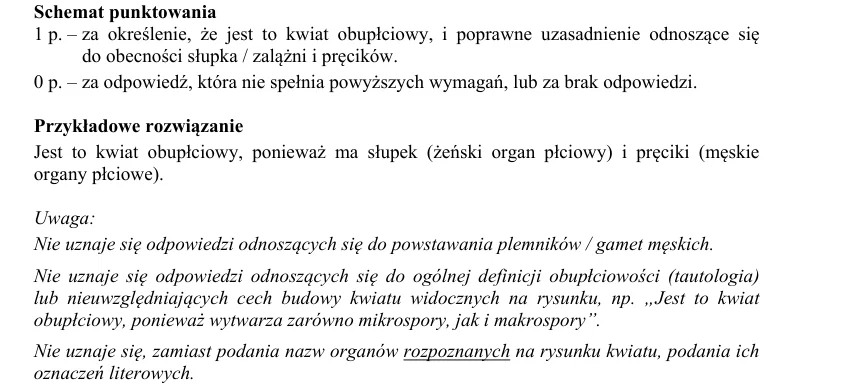 Schemat punktowania
1 p. – za określenie, że jest to kwiat obupłciowy, i poprawne uzasadnienie odnoszące się
do obecności słupka / zalążni i pręcików.
0 p. – za odpowiedź, która nie spełnia powyższych wymagań, lub za brak odpowiedzi.
Przykładowe rozwiązanie
Jest to kwiat obupłciowy, ponieważ ma słupek (żeński organ płciowy) i pręciki (męskie
organy płciowe).
Uwaga:
Nie uznaje się odpowiedzi odnoszących się do powstawania plemników / gamet męskich.
Nie uznaje się odpowiedzi odnoszących się do ogólnej definicji obupłciowości (tautologia)
lub nieuwzględniających cech budowy kwiatu widocznych na rysunku, np. „Jest to kwiat
obupłciowy, ponieważ wytwarza zarówno mikrospory, jak i makrospory”.
Nie uznaje się, zamiast podania nazw organów rozpoznanych na rysunku kwiatu, podania ich
oznaczeń literowych.